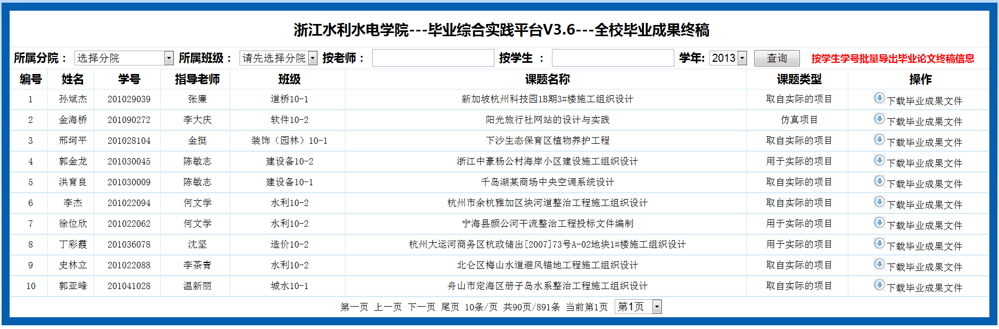 浙江水利水电学院---毕业综合实践平台V3.6---全校毕业成果终稿
所属分院： 选择分院 所属班级： 请先选择分院 按老师： 按学生 ： 学年: 2013 查询 按学生学号批量导出毕业论文终稿信息
编号 姓名 学号 指导老师 班级 课题名称 课题类型 操作
1 孙斌杰 201029039 张廉 道桥10-1 新加坡杭州科技园1B期3#楼施工组织设计 取自实际的项目 下载毕业成果文件
2 金海桥 201090272 李大庆 软件10-2 阳光旅行社网站的设计与实践 仿真项目 下载毕业成果文件
3 邢坷平 201028104 金挺 装饰（园林）10-1 下沙生态保育区植物养护工程 取自实际的项目 下载毕业成果文件
4 郭金龙 201030045 陈敏志 建设备10-2 浙江中豪杨公村海岸小区建设施工组织设计 用于实际的项目 下载毕业成果文件
5 洪育良 201030009 陈敏志 建设备10-1 千岛湖某商场中央空调系统设计 取自实际的项目 下载毕业成果文件
6 李杰 201022094 何文学 水利10-2 杭州市余杭雅加区块河道整治工程施工组织设计 取自实际的项目 下载毕业成果文件
7 徐位欣 201022062 何文学 水利10-2 宁海县颜公河干流整治工程投标文件编制 用于实际的项目 下载毕业成果文件
8 丁彩霞 201036078 沈坚 造价10-2 杭州大运河商务区杭政储出[2007]73号A-02地块1#楼施工组织设计 用于实际的项目 下载毕业成果文件
9 史林立 201022088 李茶青 水利10-2 北仑区梅山水道避风锚地工程施工组织设计 取自实际的项目 下载毕业成果文件
10 郭亚峰 201041028 温新丽 城水10-1 舟山市定海区册子岛水系整治工程施工组织设计 取自实际的项目 下载毕业成果文件
第一页 上一页 下一页 尾页 10条/页 共90页/891条 当前第1页 第1页